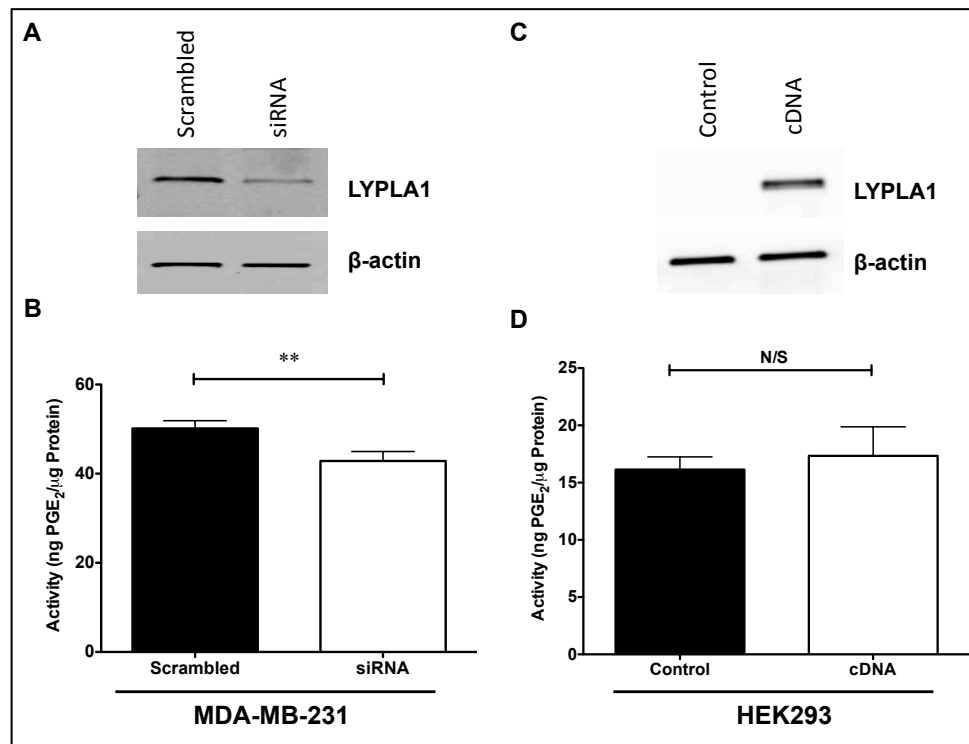 A
Scrambled
siRNA
LYPLA1
β-actin
B
**
Activity (ng PGE₂/µg Protein)
60
40
20
0
Scrambled
siRNA
MDA-MB-231
C
Control
cDNA
LYPLA1
β-actin
D
N/S
Activity (ng PGE₂/µg Protein)
25
20
15
10
5
0
Control
cDNA
HEK293